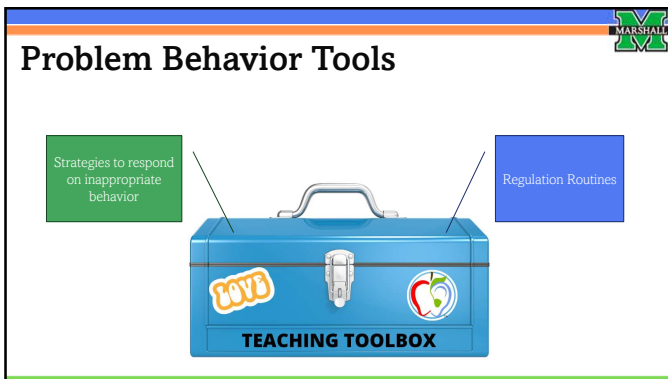 MARSHALL
Problem Behavior Tools
Strategies to respond
on inappropriate
behavior
Regulation Routines
LOVE
TEACHING TOOLBOX